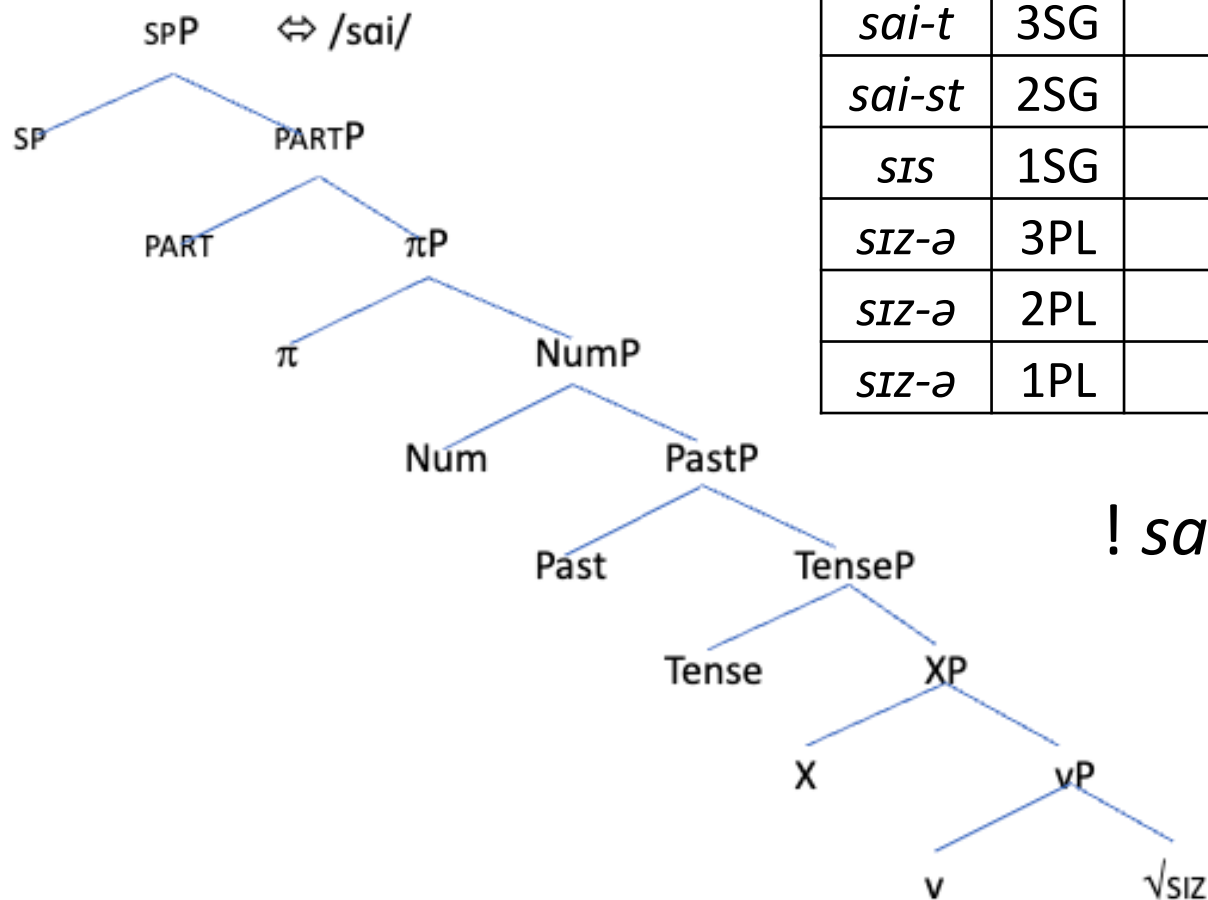 SPP ⇔ /sai/
SP PARTP
PART πP
π NumP
Num PastP
Past TenseP
Tense XP
X vP
v √SIZ
sai-t 3SG
sai-st 2SG
sɪs 1SG
sɪz-ə 3PL
sɪz-ə 2PL
sɪz-ə 1PL
! sa